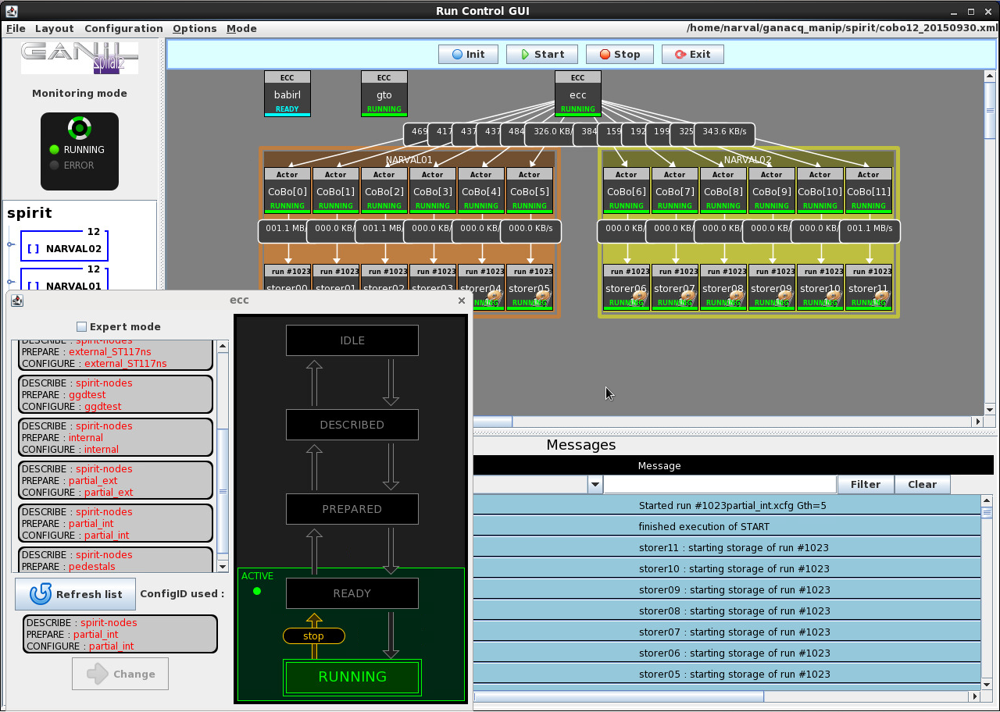 Run Control GUI
File Layout Configuration Options Mode
/home/narval/ganacq_manip/spirit/cobo12_20150930.xml
GANIL
spiral2
Init Start Stop Exit
Monitoring mode
RUNNING
ERROR
spirit
12
[ ] NARVAL02
12
[ ] NARVAL01
ECC ECC ECC
babirl gto ecc
READY RUNNING RUNNING
469 417 437 437 484 326.0 KB/ 384 159 192 199 325 343.6 KB/s
NARVAL01 NARVAL02
Actor Actor Actor Actor Actor Actor Actor Actor Actor Actor Actor Actor
CoBo[0] CoBo[1] CoBo[2] CoBo[3] CoBo[4] CoBo[5] CoBo[6] CoBo[7] CoBo[8] CoBo[9] CoBo[10] CoBo[11]
RUNNING RUNNING RUNNING RUNNING RUNNING RUNNING RUNNING RUNNING RUNNING RUNNING RUNNING RUNNING
001.1 MB/ 000.0 KB/ 001.1 MB/ 000.0 KB/ 000.0 KB/ 000.0 KB/s 000.0 KB/ 000.0 KB/ 000.0 KB/ 000.0 KB/ 000.0 KB/ 001.1 MB/s
run #1023 run #1023 run #1023 run #1023 run #1023 run #1023 run #1023 run #1023 run #1023 run #1023 run #1023 run #1023
storer00 storer01 storer02 storer03 storer04 storer05 storer06 storer07 storer08 storer09 storer10 storer11
RUNNING RUNNING RUNNING RUNNING RUNNING RUNNING RUNNING RUNNING
ecc
Expert mode
DESCRIBE : spirit-nodes
PREPARE : external_ST117ns
CONFIGURE : external_ST117ns
DESCRIBE : spirit-nodes
PREPARE : ggdtest
CONFIGURE : ggdtest
DESCRIBE : spirit-nodes
PREPARE : internal
CONFIGURE : internal
DESCRIBE : spirit-nodes
PREPARE : partial_ext
CONFIGURE : partial_ext
DESCRIBE : spirit-nodes
PREPARE : partial_int
CONFIGURE : partial_int
DESCRIBE : spirit-nodes
PREPARE : pedestals
Refresh list
ConfigID used :
DESCRIBE : spirit-nodes
PREPARE : partial_int
CONFIGURE : partial_int
Change
IDLE
DESCRIBED
PREPARED
ACTIVE
READY
stop
RUNNING
Messages
Message
Filter Clear
Started run #1023partial_int.xcfg Gth=5
finished execution of START
storer11 : starting storage of run #1023
storer10 : starting storage of run #1023
storer09 : starting storage of run #1023
storer08 : starting storage of run #1023
storer07 : starting storage of run #1023
storer06 : starting storage of run #1023
storer05 : starting storage of run #1023